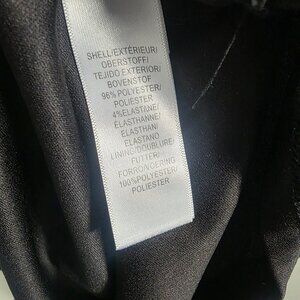 SHELL/EXTÉRIEUR/
OBERSTOFF/
TEJIDO EXTERIOR/
BOVENSTOF
96% POLYESTER/
POLIESTER
4% ELASTANE/
ELASTHANNE/
ELASTHAN/
ELASTANO
LINING/DOUBLURE/
FUTTER/
FORRO/VOERING
100% POLYESTER/
POLIESTER